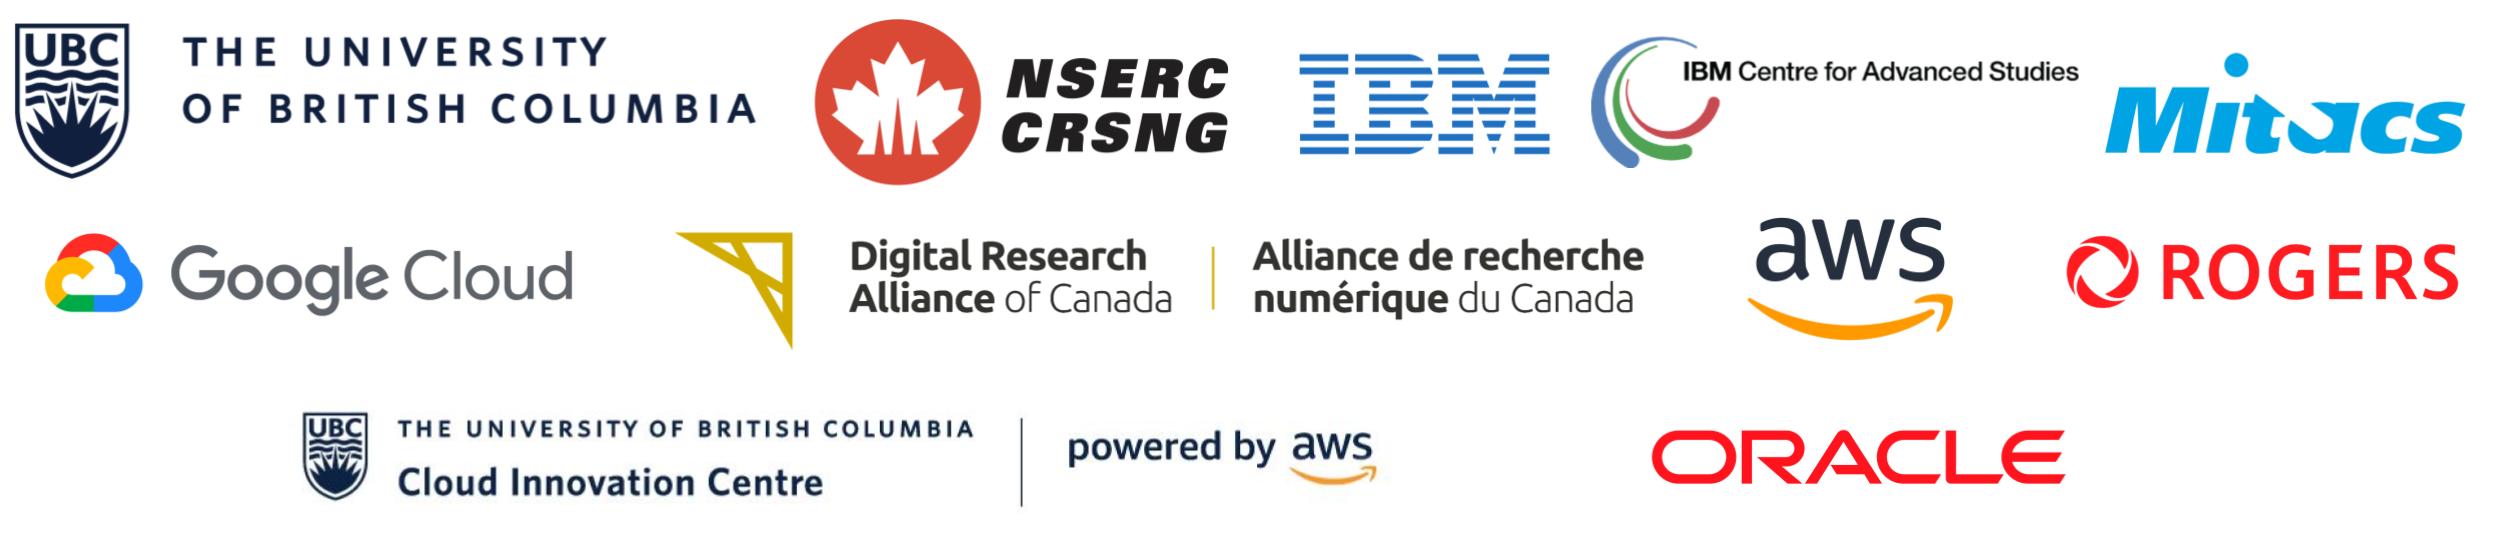 UBC
THE UNIVERSITY
OF BRITISH COLUMBIA
NSERC
CRSNG
IBM
IBM Centre for Advanced Studies
Mitacs
Google Cloud
Digital Research
Alliance of Canada
Alliance de recherche
numérique du Canada
aws
ROGERS
UBC
THE UNIVERSITY OF BRITISH COLUMBIA
Cloud Innovation Centre
powered by aws
ORACLE